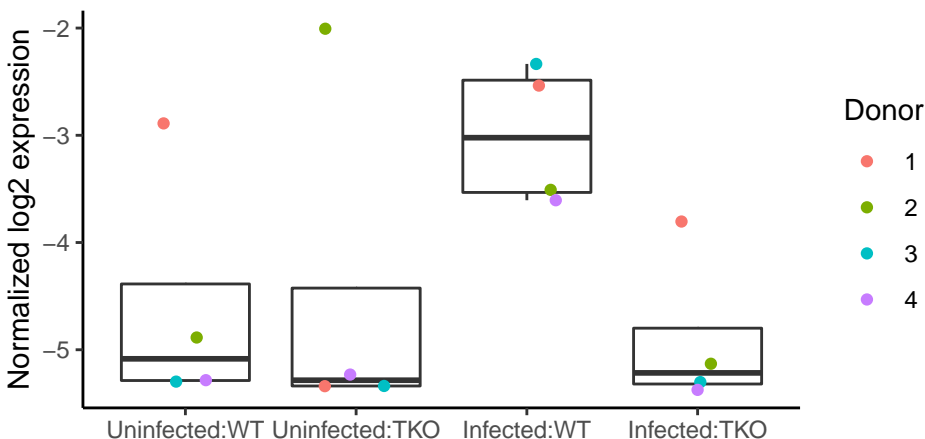 Normalized log2 expression
−2
−3
−4
−5
Uninfected:WT
Uninfected:TKO
Infected:WT
Infected:TKO
Donor
1
2
3
4